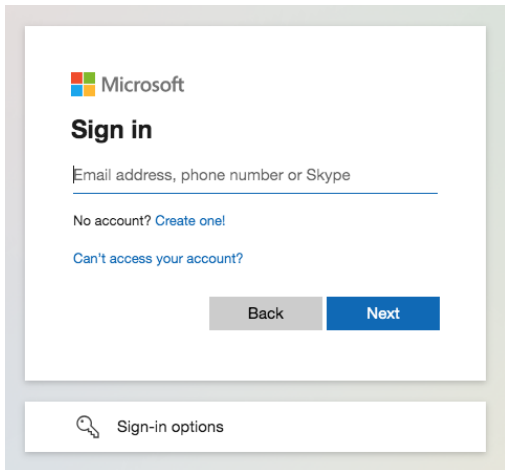 Microsoft
Sign in
Email address, phone number or Skype
No account? Create one!
Can't access your account?
Back Next
Sign-in options